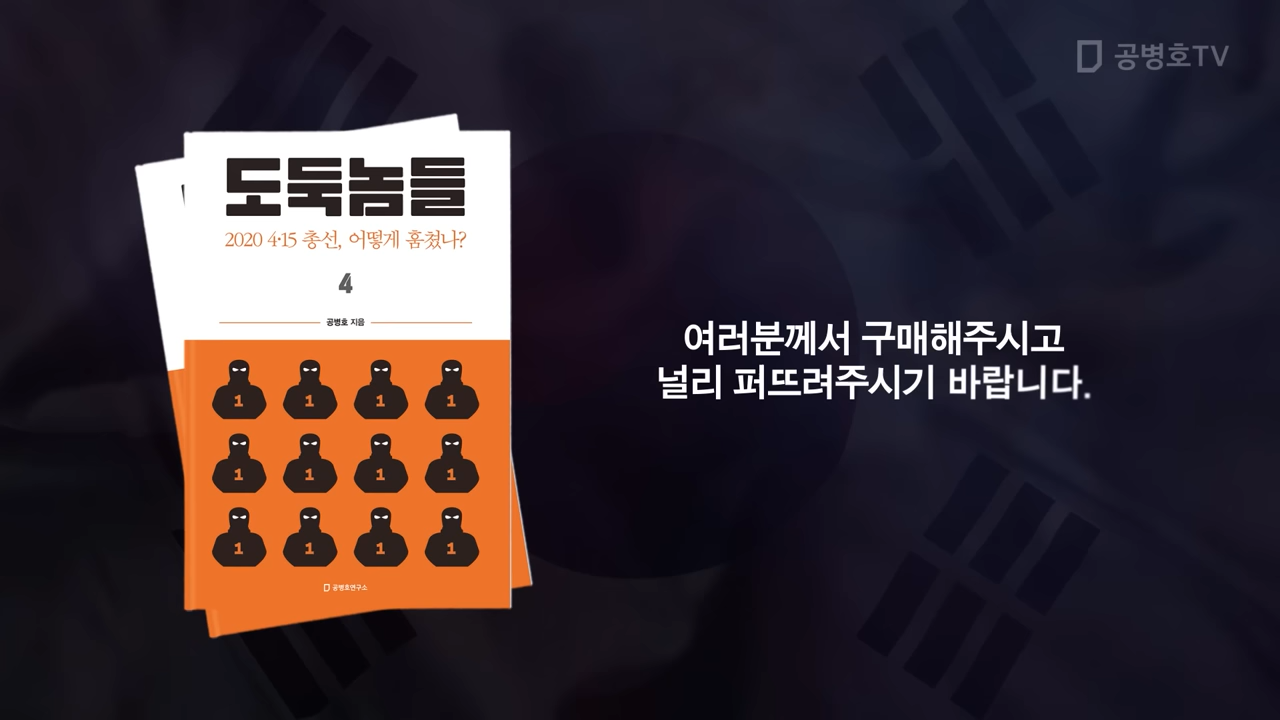 공병호TV
도둑놈들
2020 4·15 총선, 어떻게 훔쳤나?
4
공병호 지음
1 1 1 1
1 1 1 1
1 1 1 1
공병호연구소
여러분께서 구매해주시고
널리 퍼뜨려주시기 바랍니다.